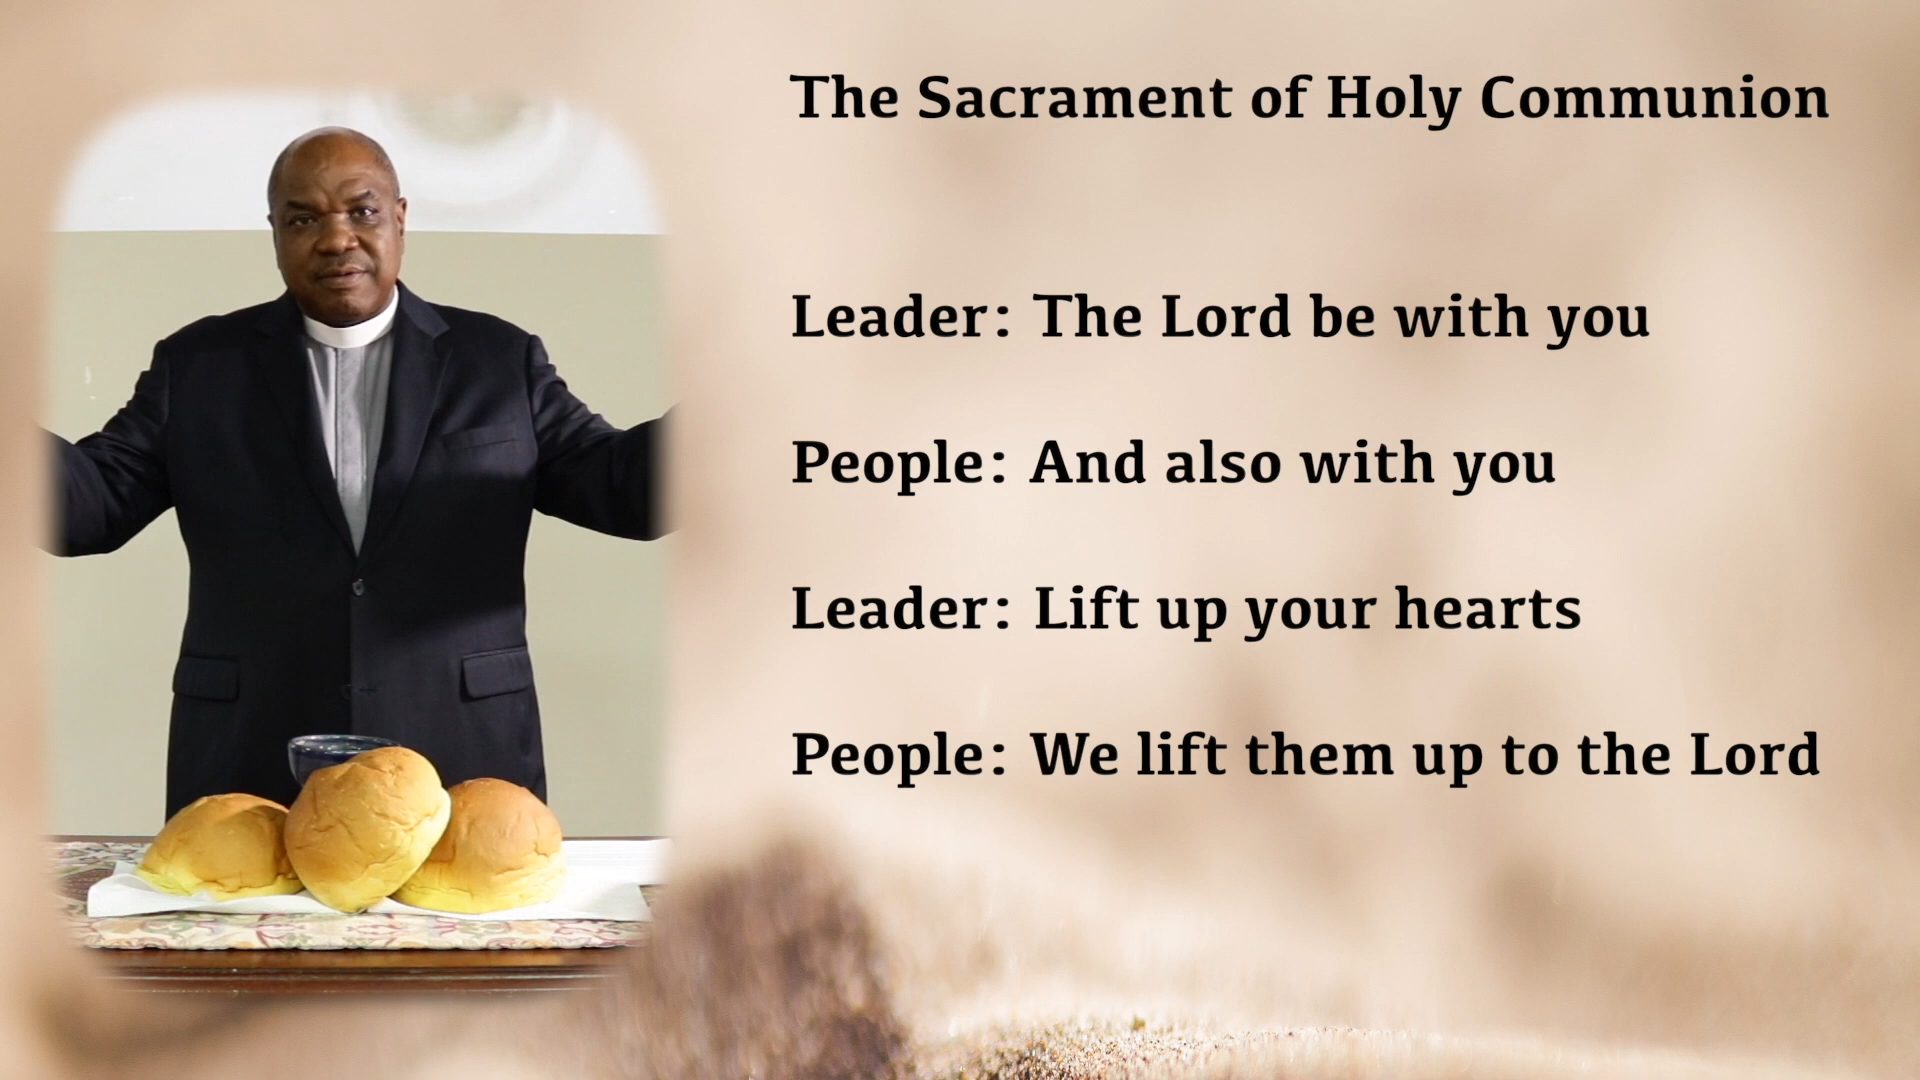 The Sacrament of Holy Communion
Leader: The Lord be with you
People: And also with you
Leader: Lift up your hearts
People: We lift them up to the Lord